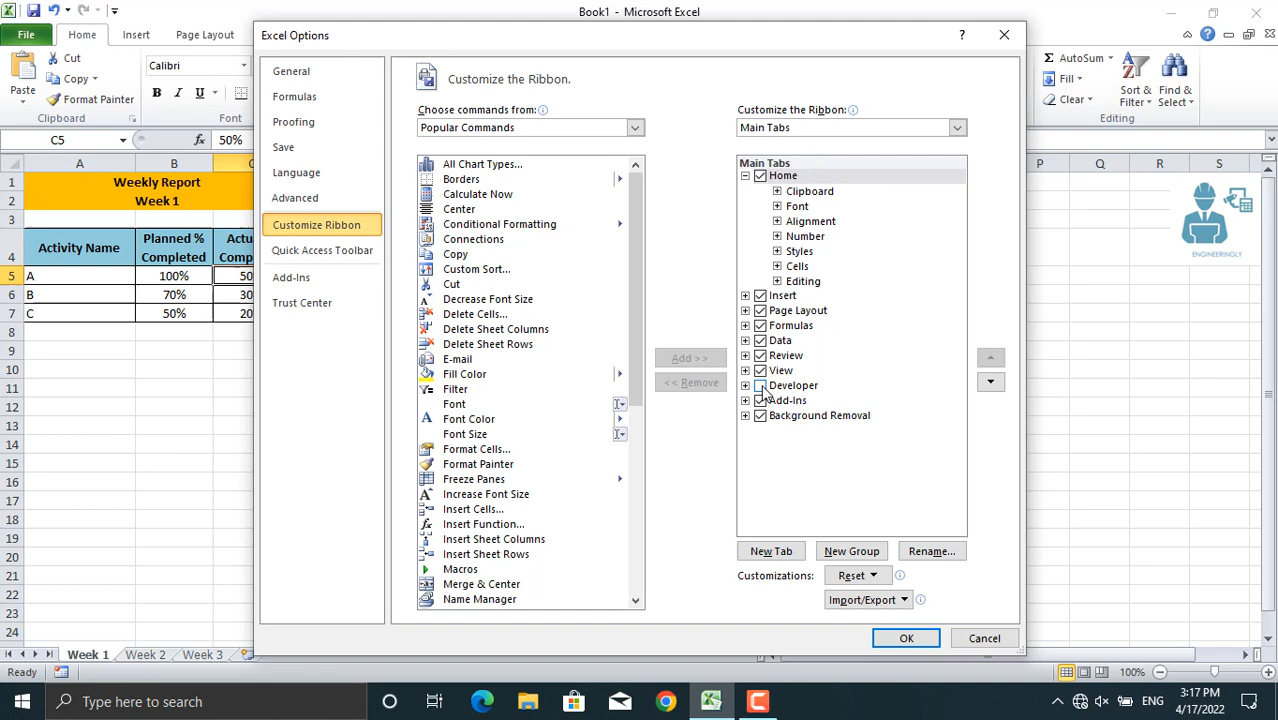 Book1 - Microsoft Excel
File Home Insert Page Layout
Excel Options
Cut
Copy
Format Painter
Paste
Clipboard
Calibri
B I U
Font
AutoSum
Fill
Clear
Sort & Filter
Find & Select
Editing
C5
fx 50%
A B C P Q R S
1 Weekly Report
2 Week 1
3
4 Activity Name Planned % Completed
5 A 100% 50
6 B 70% 30
7 C 50% 20
8
9
10
11
12
13
14
15
16
17
18
19
20
21
22
23
24
ENGINEERINGLY
General
Formulas
Proofing
Save
Language
Advanced
Customize Ribbon
Quick Access Toolbar
Add-Ins
Trust Center
Customize the Ribbon.
Choose commands from:
Popular Commands
All Chart Types...
Borders
Calculate Now
Center
Conditional Formatting
Connections
Copy
Custom Sort...
Cut
Decrease Font Size
Delete Cells...
Delete Sheet Columns
Delete Sheet Rows
E-mail
Fill Color
Filter
Font
Font Color
Font Size
Format Cells...
Format Painter
Freeze Panes
Increase Font Size
Insert Cells...
Insert Function...
Insert Sheet Columns
Insert Sheet Rows
Macros
Merge & Center
Name Manager
Add >>
<< Remove
Customize the Ribbon:
Main Tabs
Main Tabs
Home
Clipboard
Font
Alignment
Number
Styles
Cells
Editing
Insert
Page Layout
Formulas
Data
Review
View
Developer
Add-Ins
Background Removal
New Tab New Group Rename...
Customizations: Reset
Import/Export
OK Cancel
Week 1 Week 2 Week 3
Ready
100%
Type here to search
ENG
3:17 PM
4/17/2022